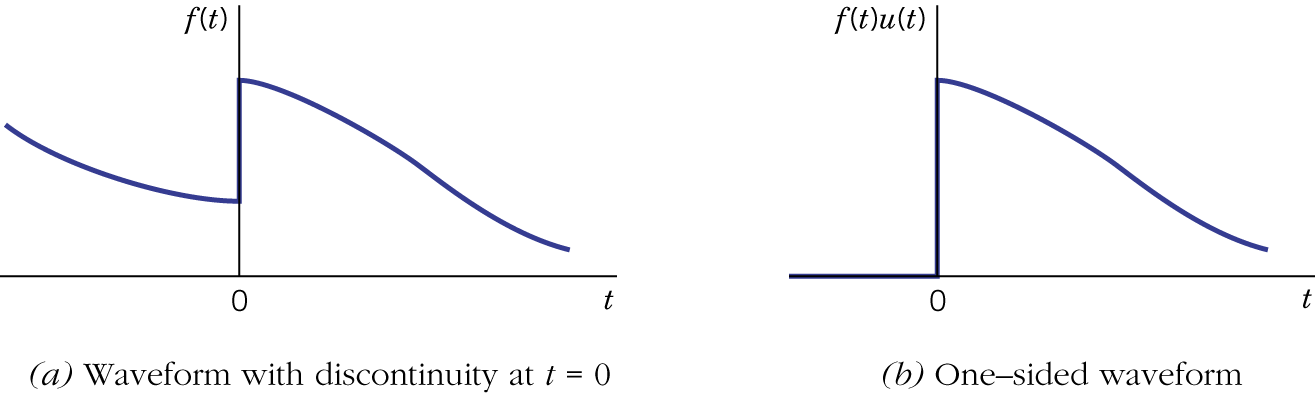 f(t)
f(t)u(t)
0
t
0
t
(a) Waveform with discontinuity at t = 0
(b) One–sided waveform